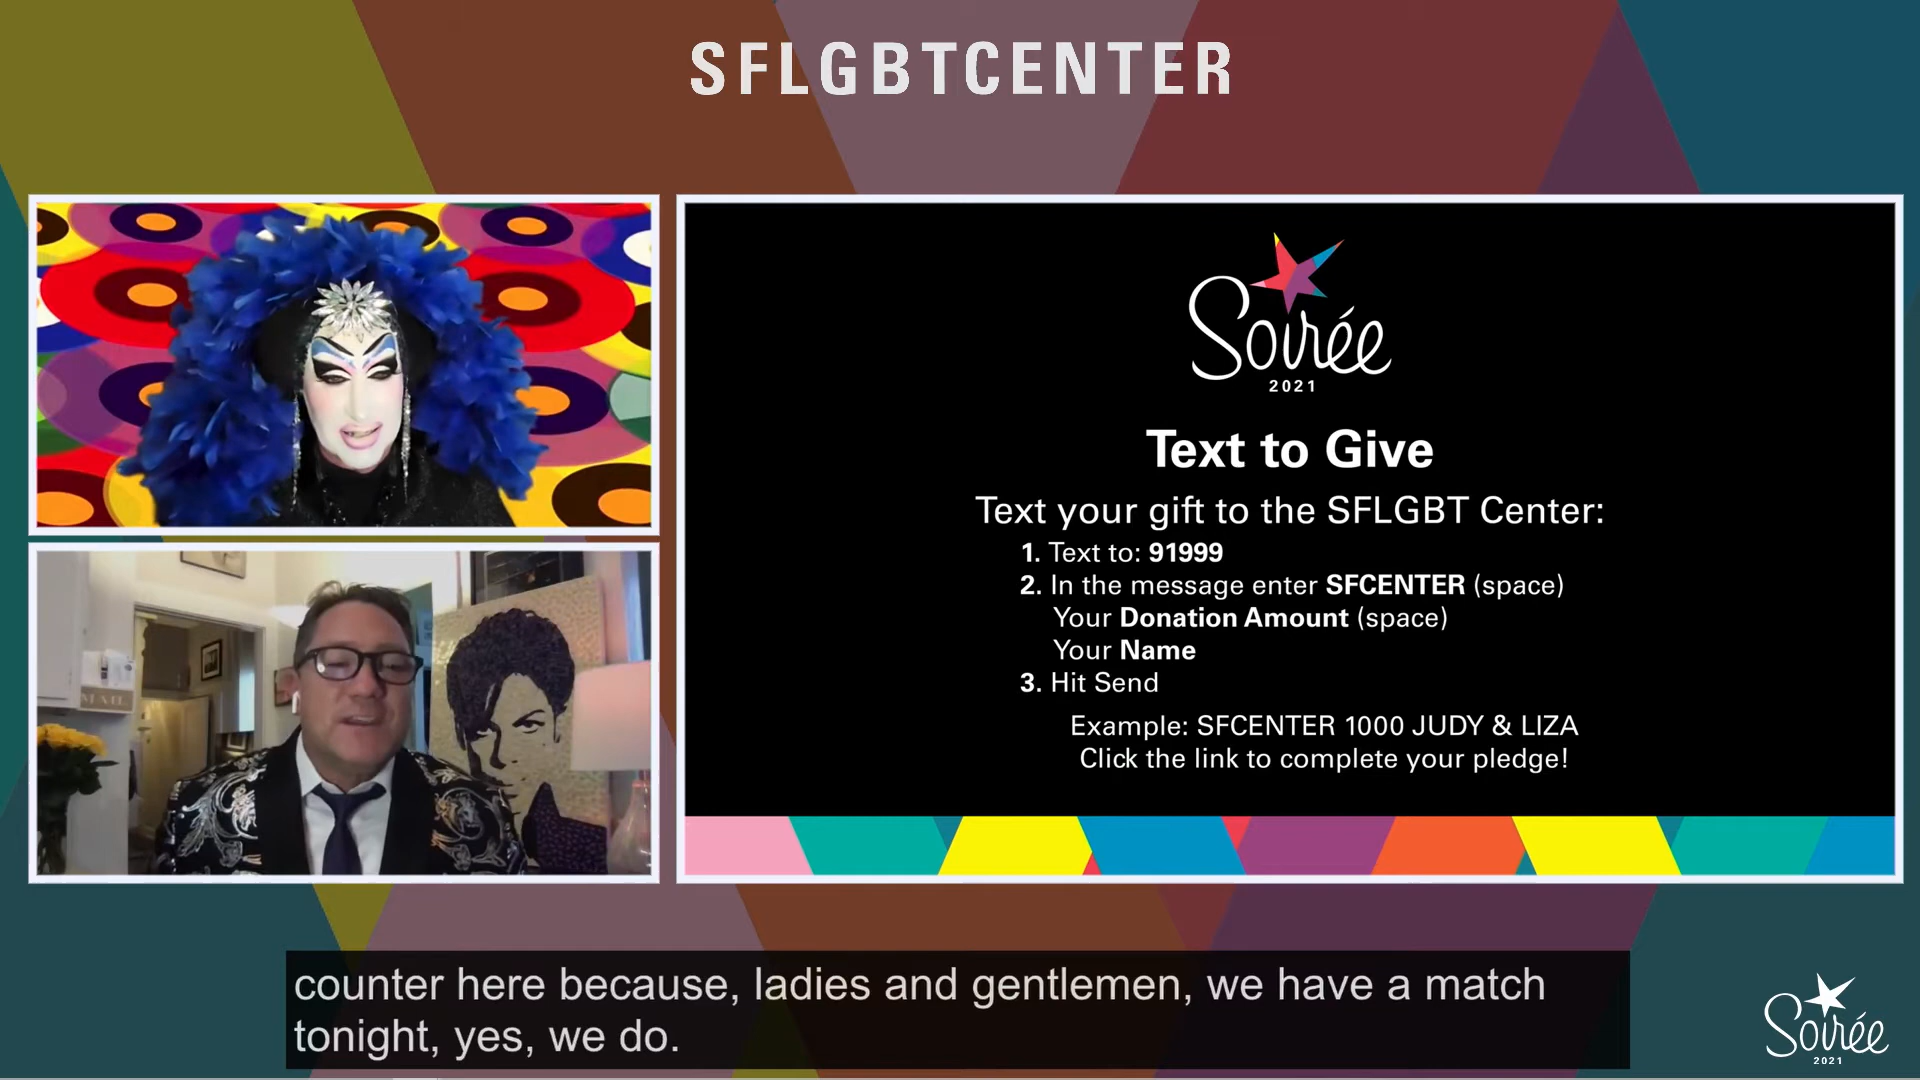 SFLGBTCENTER
MAIL
Soirée
2021
Text to Give
Text your gift to the SFLGBT Center:
1. Text to: 91999
2. In the message enter SFCENTER (space)
Your Donation Amount (space)
Your Name
3. Hit Send
Example: SFCENTER 1000 JUDY & LIZA
Click the link to complete your pledge!
counter here because, ladies and gentlemen, we have a match
tonight, yes, we do.
Soirée
2021